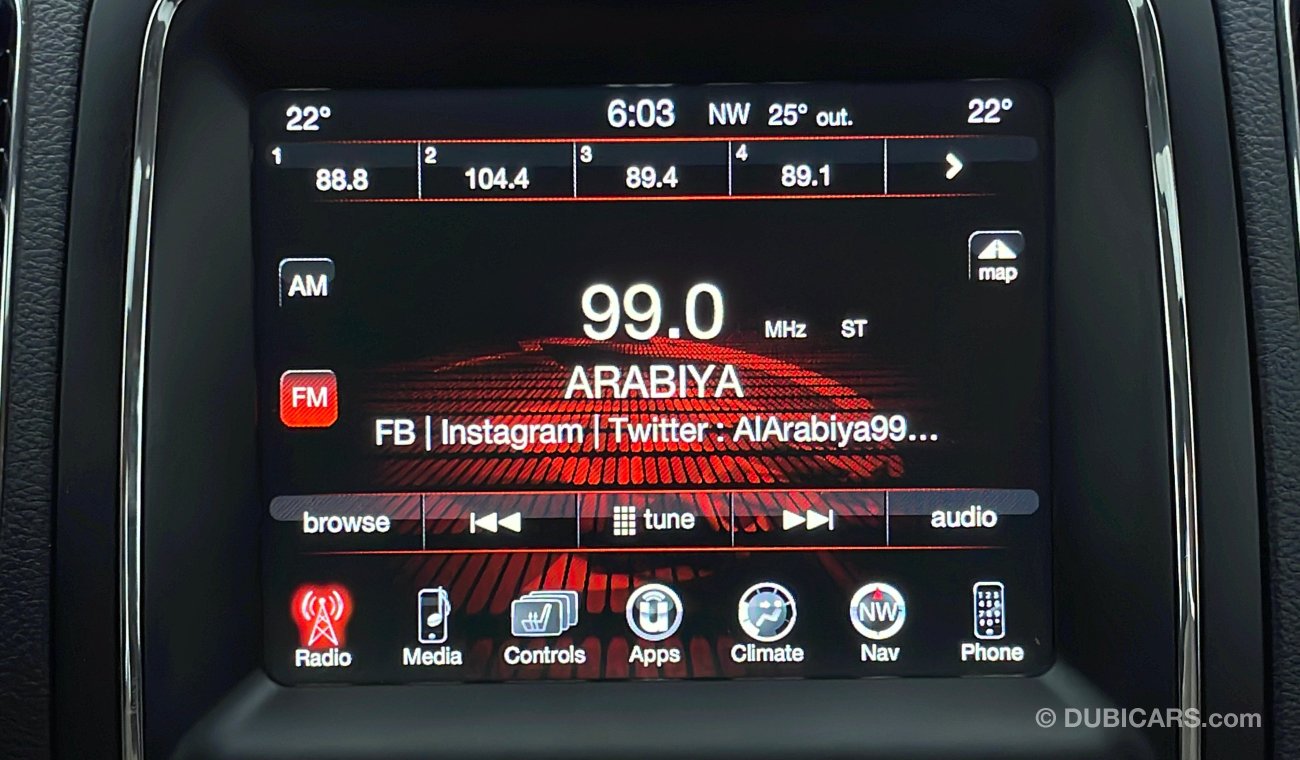 22° 6:03 NW 25° out. 22°
1 88.8 2 104.4 3 89.4 4 89.1
map
AM
99.0 MHz ST
FM
ARABIYA
FB | Instagram | Twitter : AlArabiya99...
browse tune audio
NW
Radio Media Controls Apps Climate Nav Phone
© DUBICARS.com